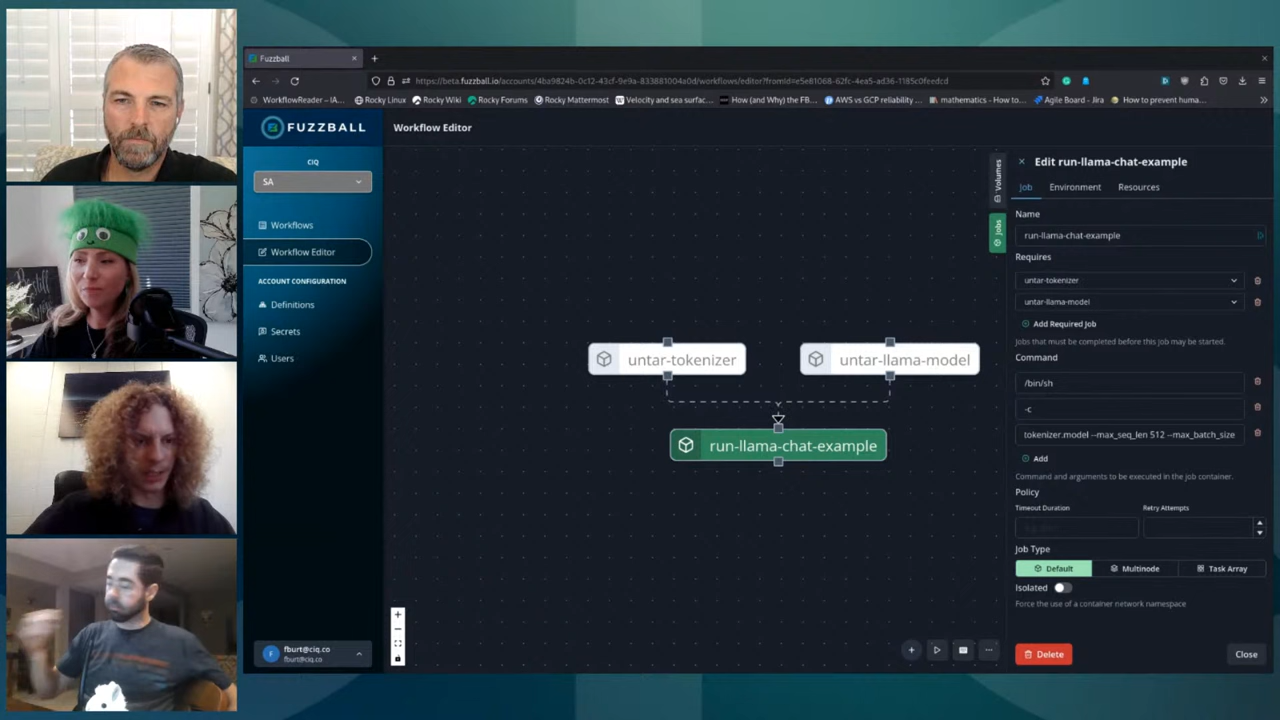 Fuzzball
https://beta.fuzzball.io/accounts/4ba9824b-0c12-43cf-9e9a-833881004a0d/workflows/editor?fromId=e5e81068-62fc-4ea5-ad36-1185c0feedcd
WorkflowReader — IA...
Rocky Linux
Rocky Wiki
Rocky Forums
Rocky Mattermost
Velocity and sea surfac...
How (and Why) the FB...
AWS vs GCP reliability ...
mathematics - How to...
Agile Board - Jira
How to prevent huma...
FUZZBALL
CIQ
SA
Workflows
Workflow Editor
ACCOUNT CONFIGURATION
Definitions
Secrets
Users
fburt@ciq.co
fburt@ciq.co
Workflow Editor
untar-tokenizer
untar-llama-model
run-llama-chat-example
Volumes
Jobs
Edit run-llama-chat-example
Job Environment Resources
Name
run-llama-chat-example
Requires
untar-tokenizer
untar-llama-model
Add Required Job
Jobs that must be completed before this job may be started.
Command
/bin/sh
-c
tokenizer.model --max_seq_len 512 --max_batch_size
Add
Command and arguments to be executed in the job container.
Policy
Timeout Duration Retry Attempts
Job Type
Default Multinode Task Array
Isolated
Force the use of a container network namespace
Delete Close